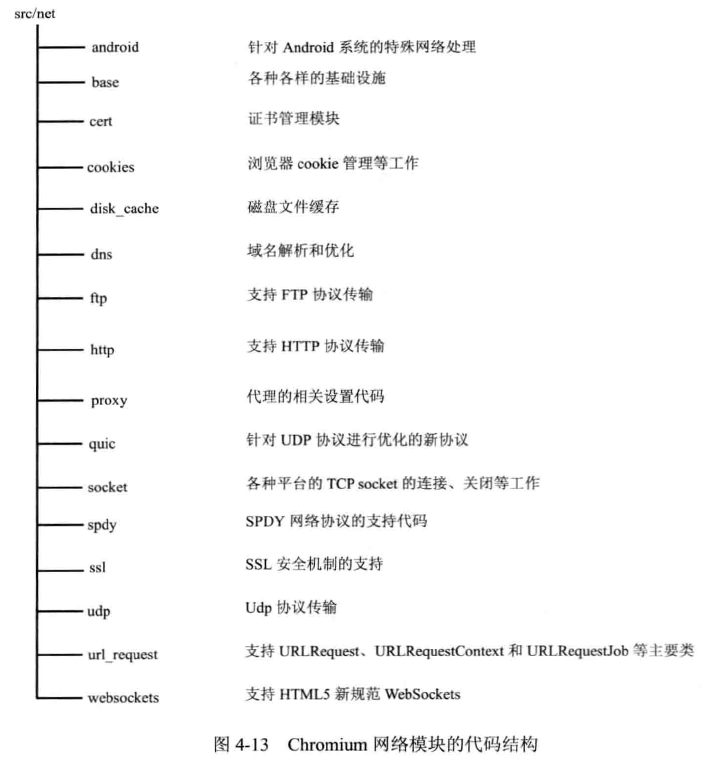 src/net
android 针对 Android 系统的特殊网络处理
base 各种各样的基础设施
cert 证书管理模块
cookies 浏览器 cookie 管理等工作
disk_cache 磁盘文件缓存
dns 域名解析和优化
ftp 支持 FTP 协议传输
http 支持 HTTP 协议传输
proxy 代理的相关设置代码
quic 针对 UDP 协议进行优化的新协议
socket 各种平台的 TCP socket 的连接、关闭等工作
spdy SPDY 网络协议的支持代码
ssl SSL 安全机制的支持
udp Udp 协议传输
url_request 支持 URLRequest、URLRequestContext 和 URLRequestJob 等主要类
websockets 支持 HTML5 新规范 WebSockets
图 4-13 Chromium 网络模块的代码结构